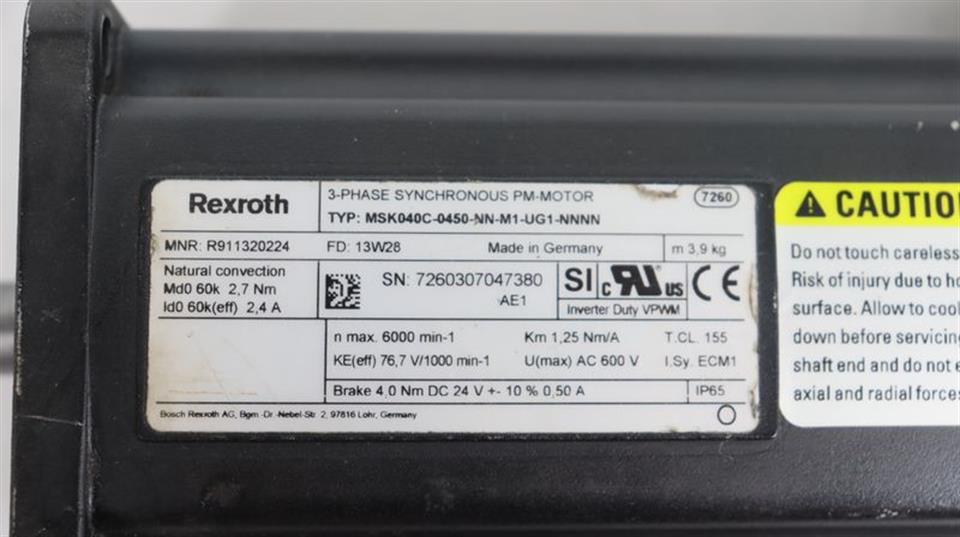 Rexroth
3-PHASE SYNCHRONOUS PM-MOTOR
7260
TYP: MSK040C-0450-NN-M1-UG1-NNNN
MNR: R911320224 FD: 13W28 Made in Germany m 3,9 kg
Natural convection
Md0 60k 2,7 Nm
Id0 60k(eff) 2,4 A
SN: 7260307047380
AE1
SI c RU US CE
Inverter Duty VPWM
n max. 6000 min-1 Km 1,25 Nm/A T.CL. 155
KE(eff) 76,7 V/1000 min-1 U(max) AC 600 V I.Sy. ECM1
Brake 4,0 Nm DC 24 V +- 10 % 0,50 A IP65
Bosch Rexroth AG, Bgm.-Dr.-Nebel-Str. 2, 97816 Lohr, Germany
CAUTIO
Do not touch careless
Risk of injury due to ho
surface. Allow to cool
down before servicing
shaft end and do not e
axial and radial forces